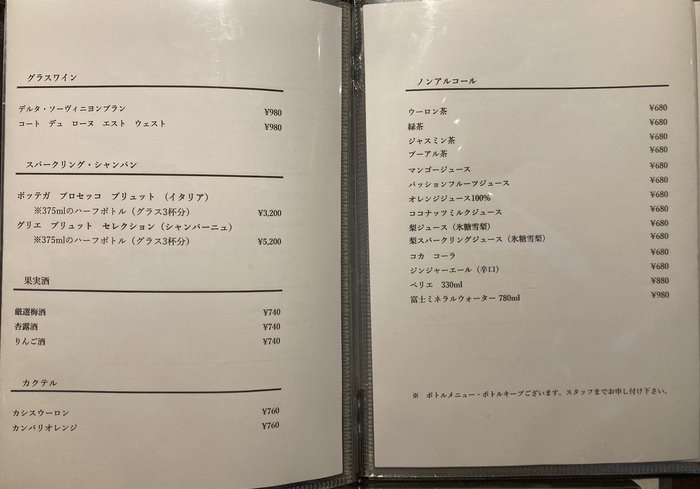 グラスワイン
デルタ・ソーヴィニヨンブラン ¥980
コート デュ ローヌ エスト ウェスト ¥980
スパークリング・シャンパン
ボッテガ プロセッコ ブリュット （イタリア）
※375mlのハーフボトル（グラス3杯分） ¥3,200
グリエ ブリュット セレクション（シャンパーニュ）
※375mlのハーフボトル（グラス3杯分） ¥5,200
果実酒
厳選梅酒 ¥740
杏露酒 ¥740
りんご酒 ¥740
カクテル
カシスウーロン ¥760
カンパリオレンジ ¥760
ノンアルコール
ウーロン茶 ¥680
緑茶 ¥680
ジャスミン茶 ¥680
プーアル茶 ¥680
マンゴージュース ¥680
パッションフルーツジュース ¥680
オレンジジュース100% ¥680
ココナッツミルクジュース ¥680
梨ジュース（氷糖雪梨） ¥680
梨スパークリングジュース（氷糖雪梨） ¥680
コカ コーラ ¥680
ジンジャーエール（辛口） ¥680
ペリエ 330ml ¥880
富士ミネラルウォーター 780ml ¥980
※ ボトルメニュー・ボトルキープございます。スタッフまでお申し付け下さい。